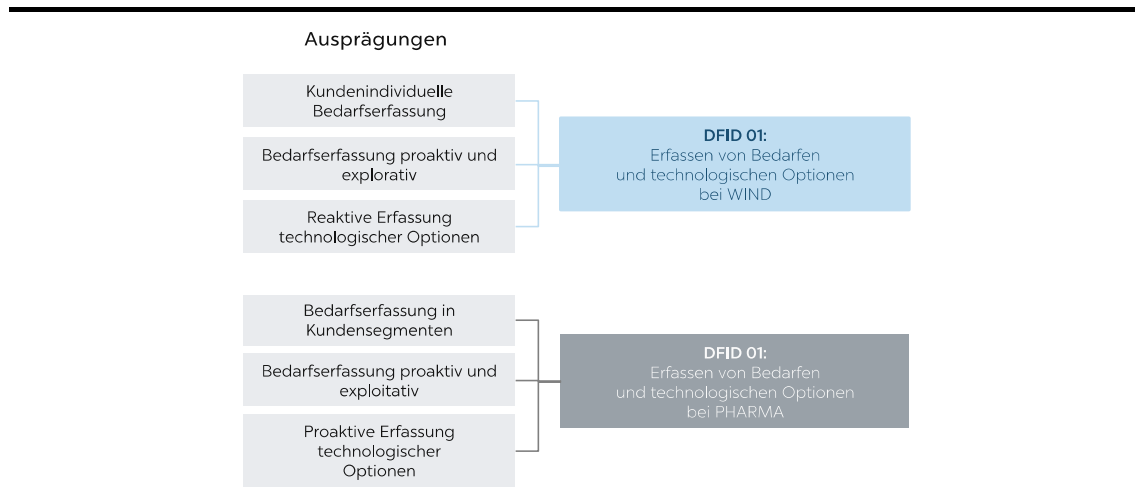 Ausprägungen
Kundenindividuelle
Bedarfserfassung
Bedarfserfassung proaktiv und
explorativ
Reaktive Erfassung
technologischer Optionen
DFID 01:
Erfassen von Bedarfen
und technologischen Optionen
bei WIND
Bedarfserfassung in
Kundensegmenten
Bedarfserfassung proaktiv und
exploitativ
Proaktive Erfassung
technologischer
Optionen
DFID 01:
Erfassen von Bedarfen
und technologischen Optionen
bei PHARMA